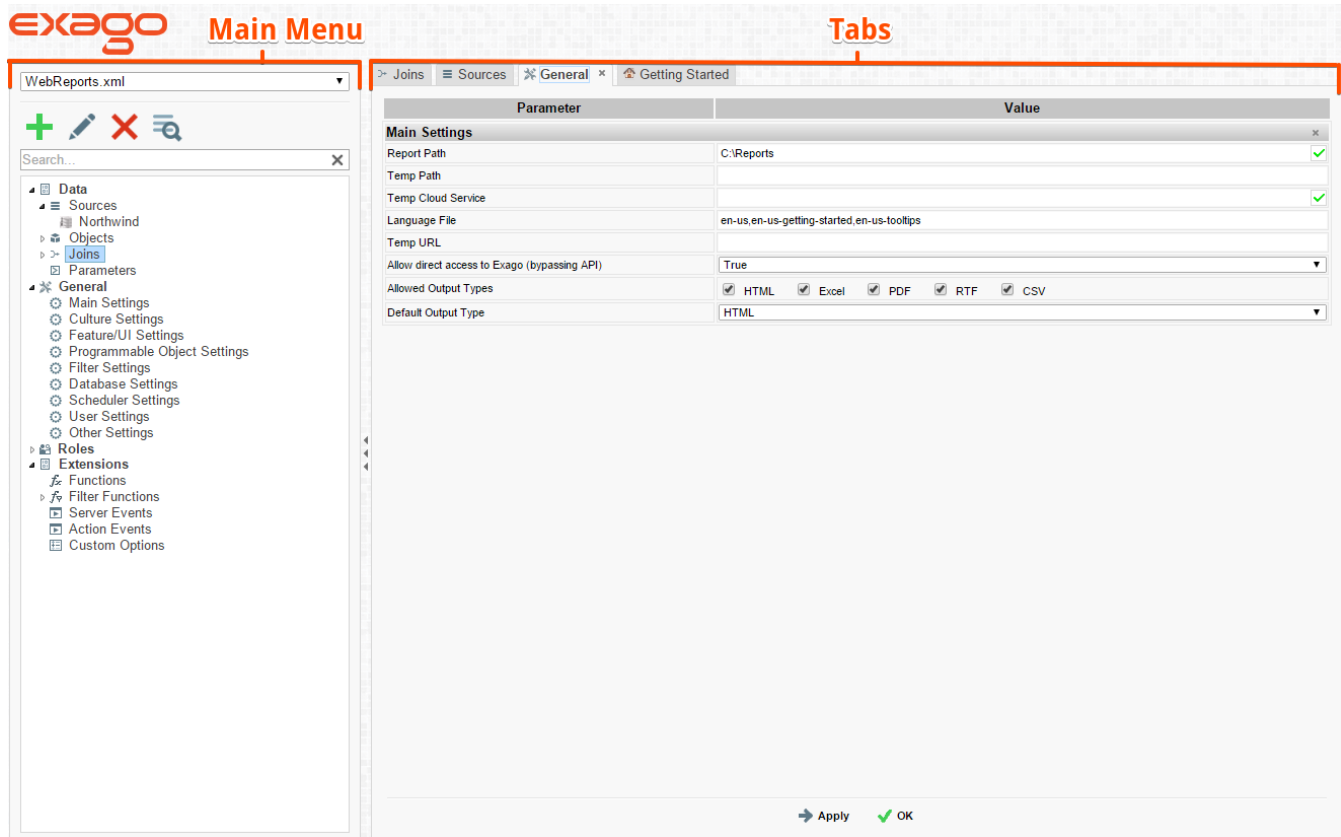 exago
Main Menu
Tabs
WebReports.xml
Search...
Data
Sources
Northwind
Objects
Joins
Parameters
General
Main Settings
Culture Settings
Feature/UI Settings
Programmable Object Settings
Filter Settings
Database Settings
Scheduler Settings
User Settings
Other Settings
Roles
Extensions
Functions
Filter Functions
Server Events
Action Events
Custom Options
Joins Sources General × Getting Started
Parameter Value
Main Settings
Report Path C:\Reports
Temp Path
Temp Cloud Service
Language File en-us,en-us-getting-started,en-us-tooltips
Temp URL
Allow direct access to Exago (bypassing API) True
Allowed Output Types HTML Excel PDF RTF CSV
Default Output Type HTML
Apply OK